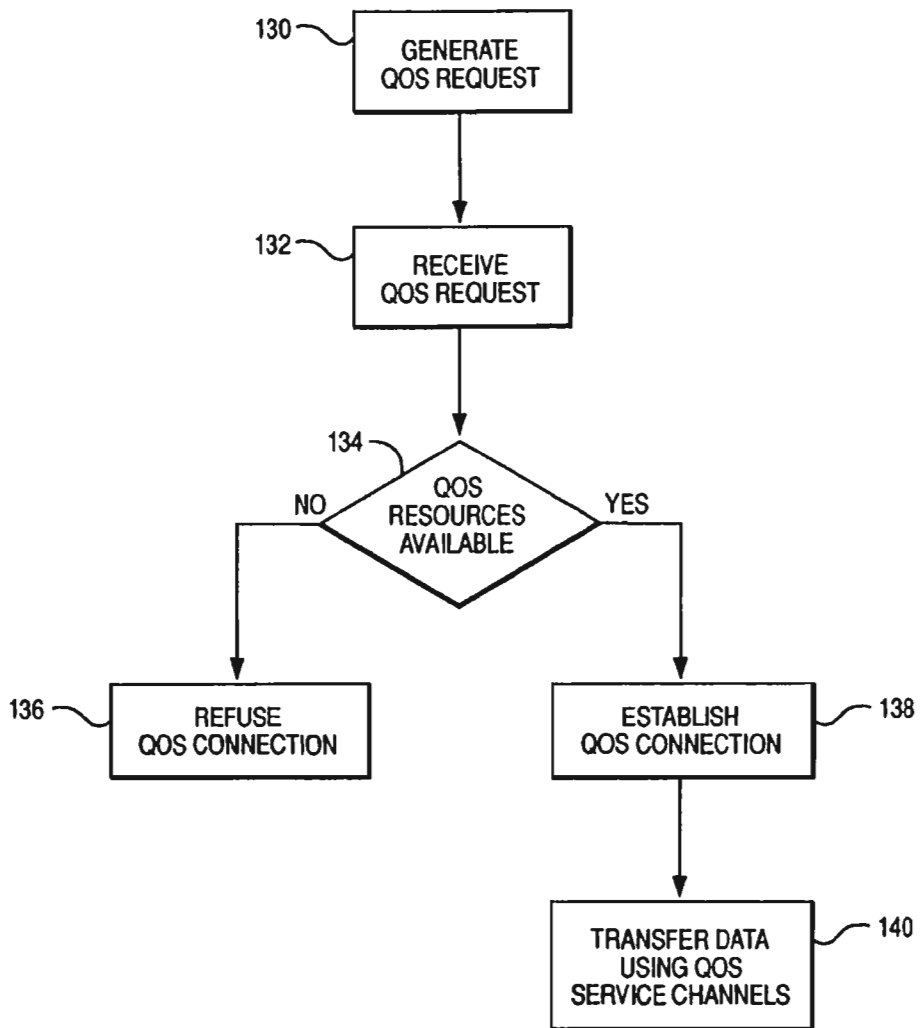 130
GENERATE
QOS REQUEST
132
RECEIVE
QOS REQUEST
134
NO
QOS
RESOURCES
AVAILABLE
YES
136
REFUSE
QOS CONNECTION
ESTABLISH
QOS CONNECTION
138
TRANSFER DATA
USING QOS
SERVICE CHANNELS
140